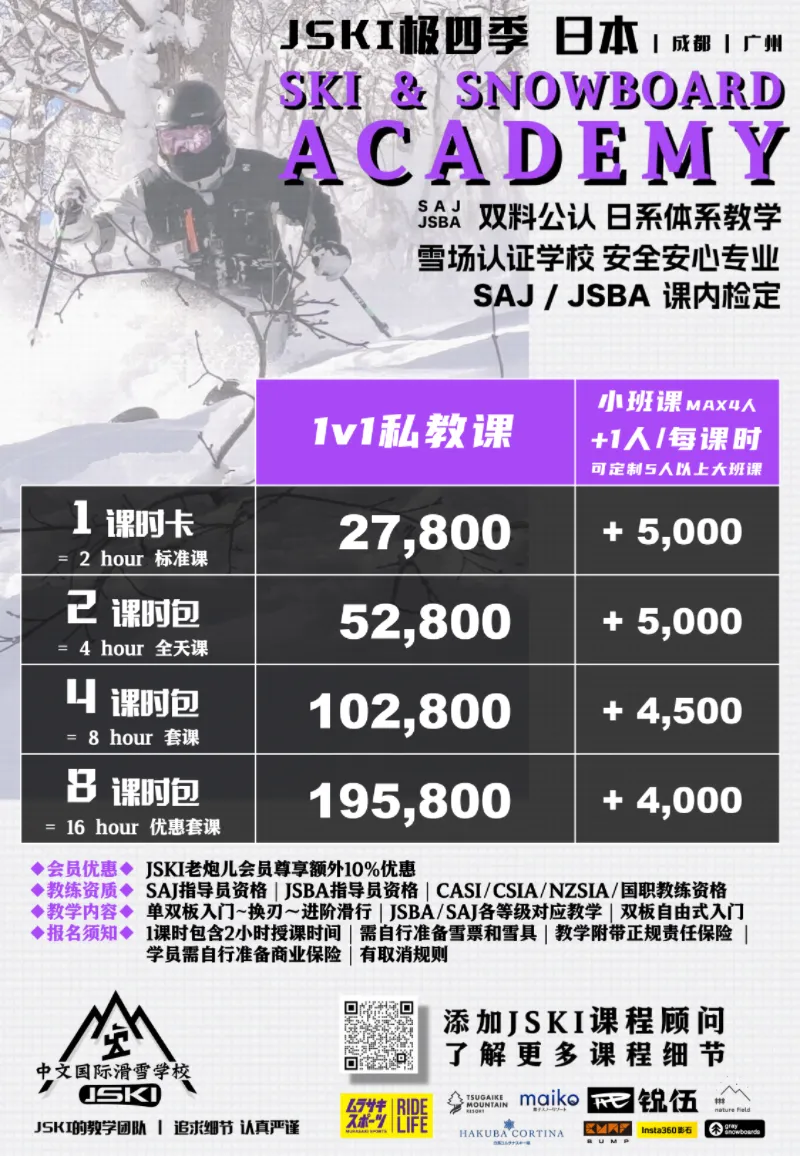 JSKI极四季 日本 | 成都 | 广州
SKI & SNOWBOARD
ACADEMY
SAJ
JSBA 双料公认 日系体系教学
雪场认证学校 安全安心专业
SAJ / JSBA 课内检定
1v1私教课
小班课MAX4人
+1人/每课时
可定制5人以上大班课
1 课时卡
= 2 hour 标准课
27,800
+ 5,000
2 课时包
= 4 hour 全天课
52,800
+ 5,000
4 课时包
= 8 hour 套课
102,800
+ 4,500
8 课时包
= 16 hour 优惠套课
195,800
+ 4,000
◆会员优惠◆ JSKI老炮儿会员尊享额外10%优惠
◆教练资质◆ SAJ指导员资格 | JSBA指导员资格 | CASI/CSIA/NZSIA/国职教练资格
◆教学内容◆ 单双板入门~换刃~进阶滑行 | JSBA/SAJ各等级对应教学 | 双板自由式入门
◆报名须知◆ 1课时包含2小时授课时间 | 需自行准备雪票和雪具 | 教学附带正规责任保险 |
学员需自行准备商业保险 | 有取消规则
中文国际滑雪学校
JSKI
JSKI的教学团队 | 追求细节 认真严谨
添加JSKI课程顾问
了解更多课程细节
ムラサキスポーツ
MURASAKI SPORTS
RIDE LIFE
TSUGAIKE MOUNTAIN RESORT
maiko
锐伍
nature field
HAKUBA CORTINA
BUMP
Insta360影石
gray snowboards